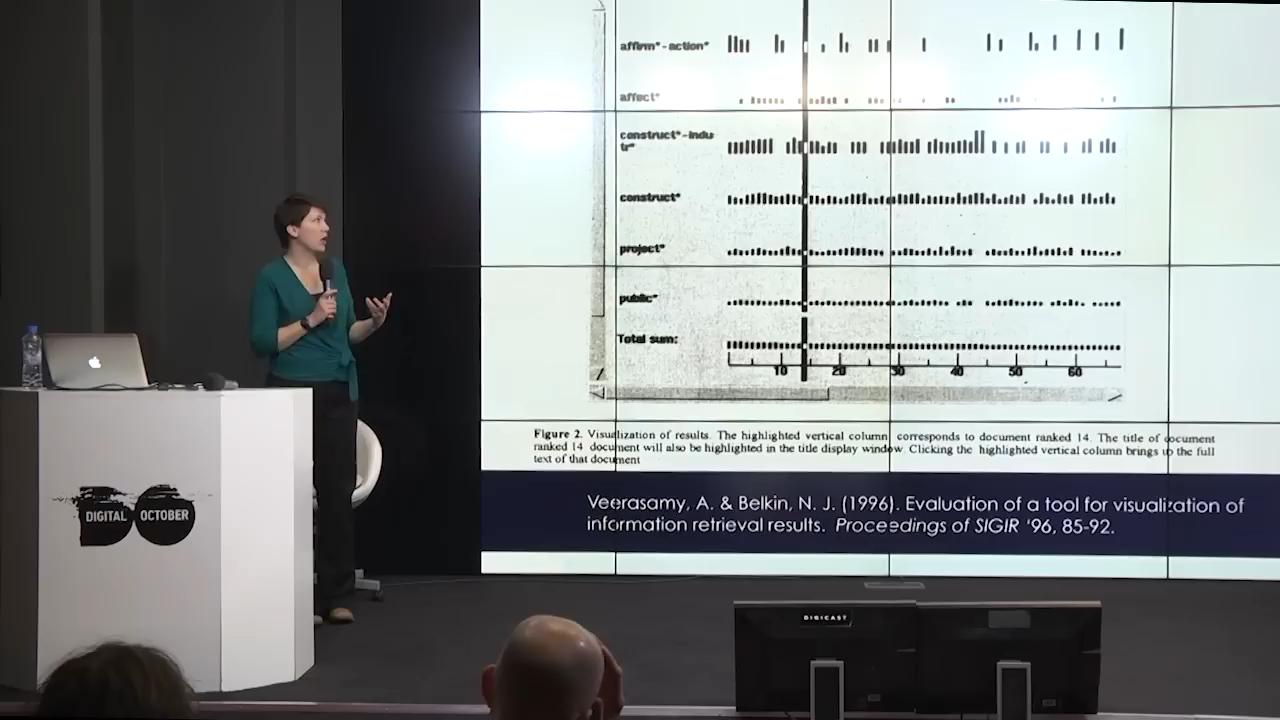 affirm*-action*
affect*
construct*-indu
tr*
construct*
project*
public*
Total sum:
10 20 30 40 50 60
Figure 2. Visualization of results. The highlighted vertical column corresponds to document ranked 14. The title of document
ranked 14 document will also be highlighted in the title display window. Clicking the highlighted vertical column brings up the full
text of that document
Veerasamy, A. & Belkin, N. J. (1996). Evaluation of a tool for visualization of
information retrieval results. Proceedings of SIGIR '96, 85-92.
DIGITAL OCTOBER
DIGICAST